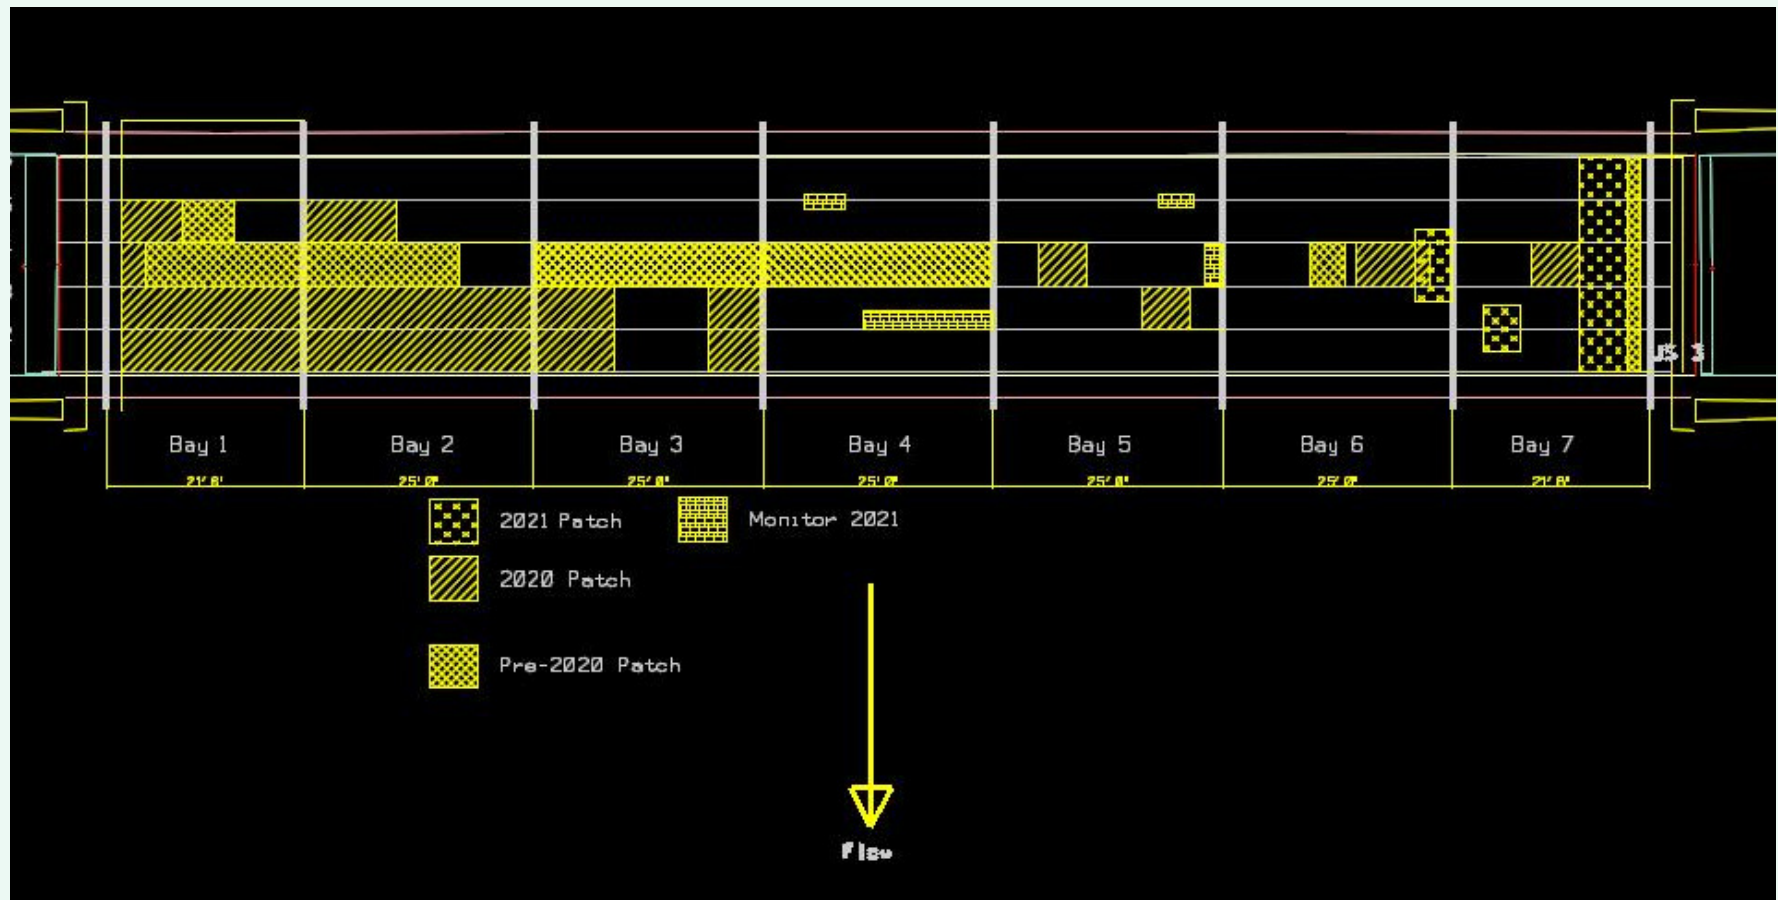 Bay 1
Bay 2
Bay 3
Bay 4
Bay 5
Bay 6
Bay 7
25' 0"
25' 0"
25' 0"
25' 0"
25' 0"
2021 Patch
Monitor 2021
2020 Patch
Pre-2020 Patch
Flow